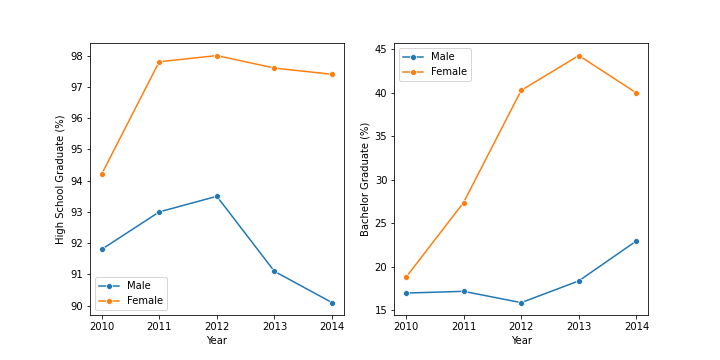 98
97
96
95
94
93
92
91
90
High School Graduate (%)
Male
Female
2010 2011 2012 2013 2014
Year
45
40
35
30
25
20
15
Bachelor Graduate (%)
Male
Female
2010 2011 2012 2013 2014
Year